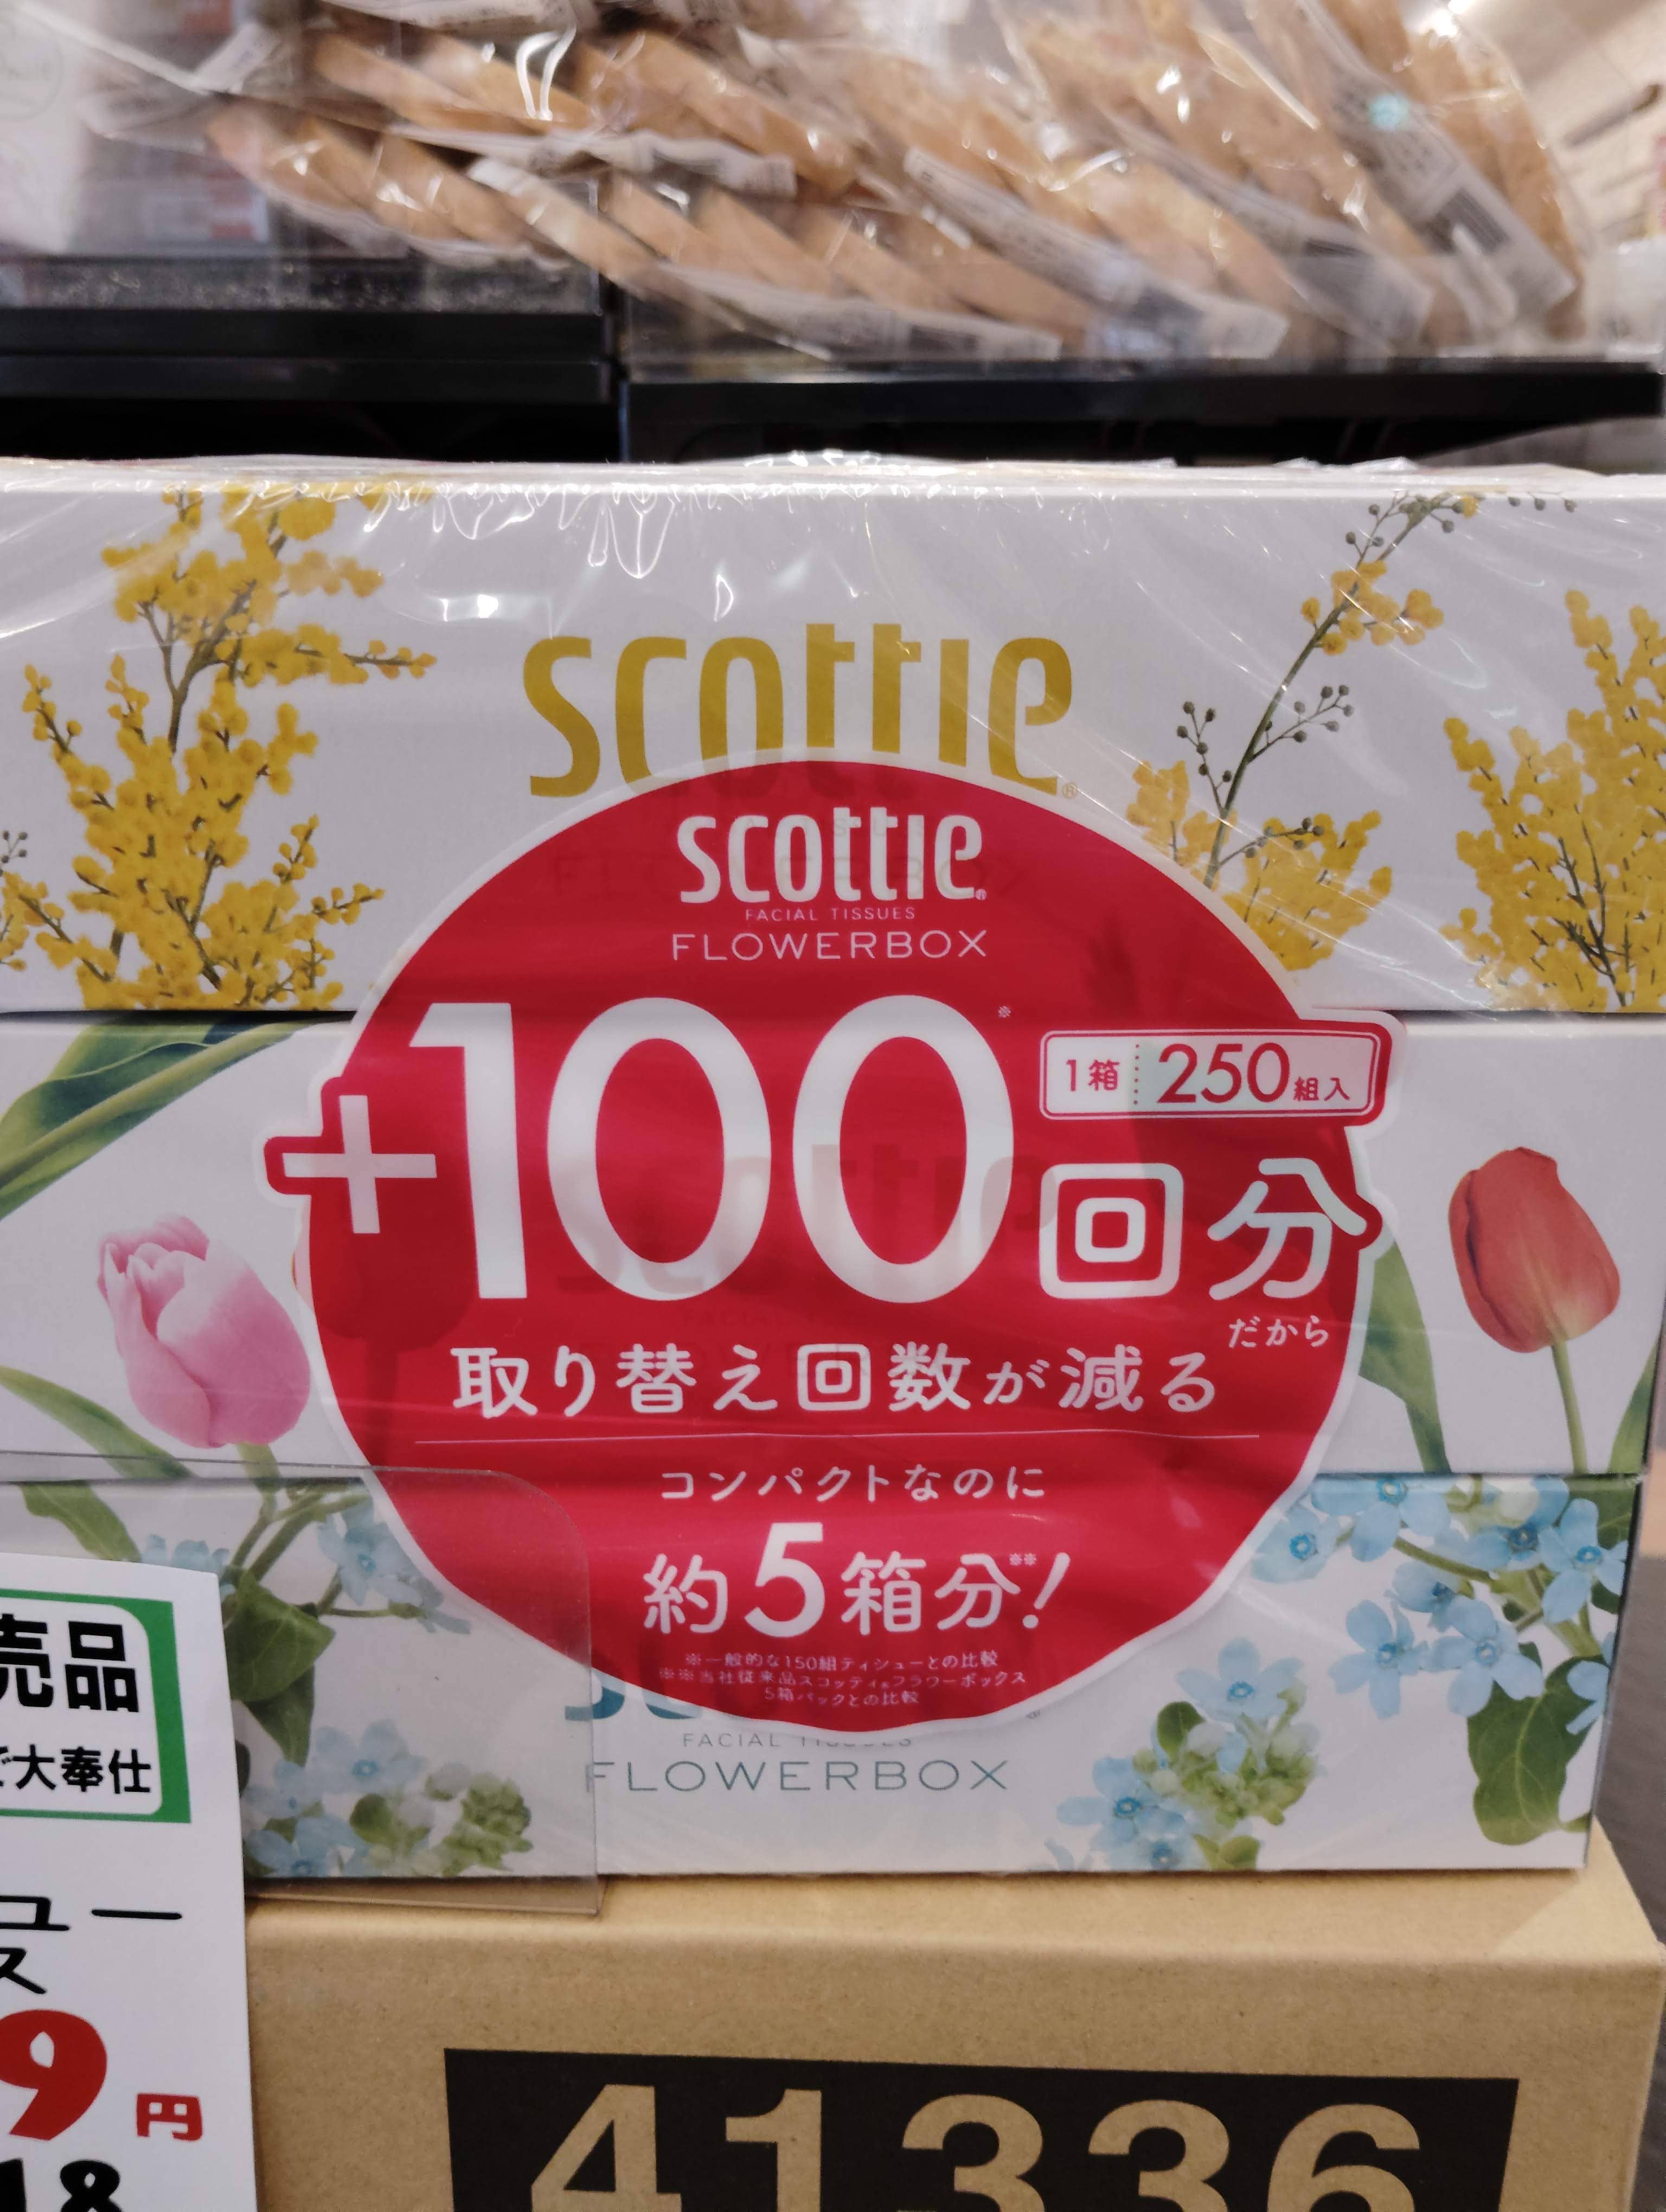 scottie®
scottie®
FACIAL TISSUES
FLOWERBOX
+100※
1箱 250組入
回分
だから
取り替え回数が減る
コンパクトなのに
約5箱分※※!
※一般的な150組ティシューとの比較
※※当社従来品スコッティ®フラワーボックス
5箱パックとの比較
FACIAL TISSUES
FLOWERBOX
売品
で大奉仕
ュー
ス
9円
18
41336